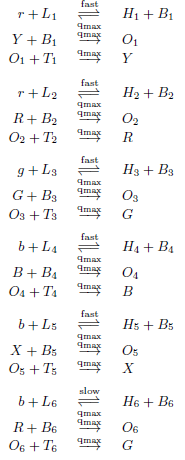 fast
r + L₁ ⇌ H₁ + B₁
qmax
Y + B₁ →(qmax) O₁
O₁ + T₁ →(qmax) Y
fast
r + L₂ ⇌ H₂ + B₂
qmax
R + B₂ →(qmax) O₂
O₂ + T₂ →(qmax) R
fast
g + L₃ ⇌ H₃ + B₃
qmax
G + B₃ →(qmax) O₃
O₃ + T₃ →(qmax) G
fast
b + L₄ ⇌ H₄ + B₄
qmax
B + B₄ →(qmax) O₄
O₄ + T₄ →(qmax) B
fast
b + L₅ ⇌ H₅ + B₅
qmax
X + B₅ →(qmax) O₅
O₅ + T₅ →(qmax) X
slow
b + L₆ ⇌ H₆ + B₆
qmax
R + B₆ →(qmax) O₆
O₆ + T₆ →(qmax) G